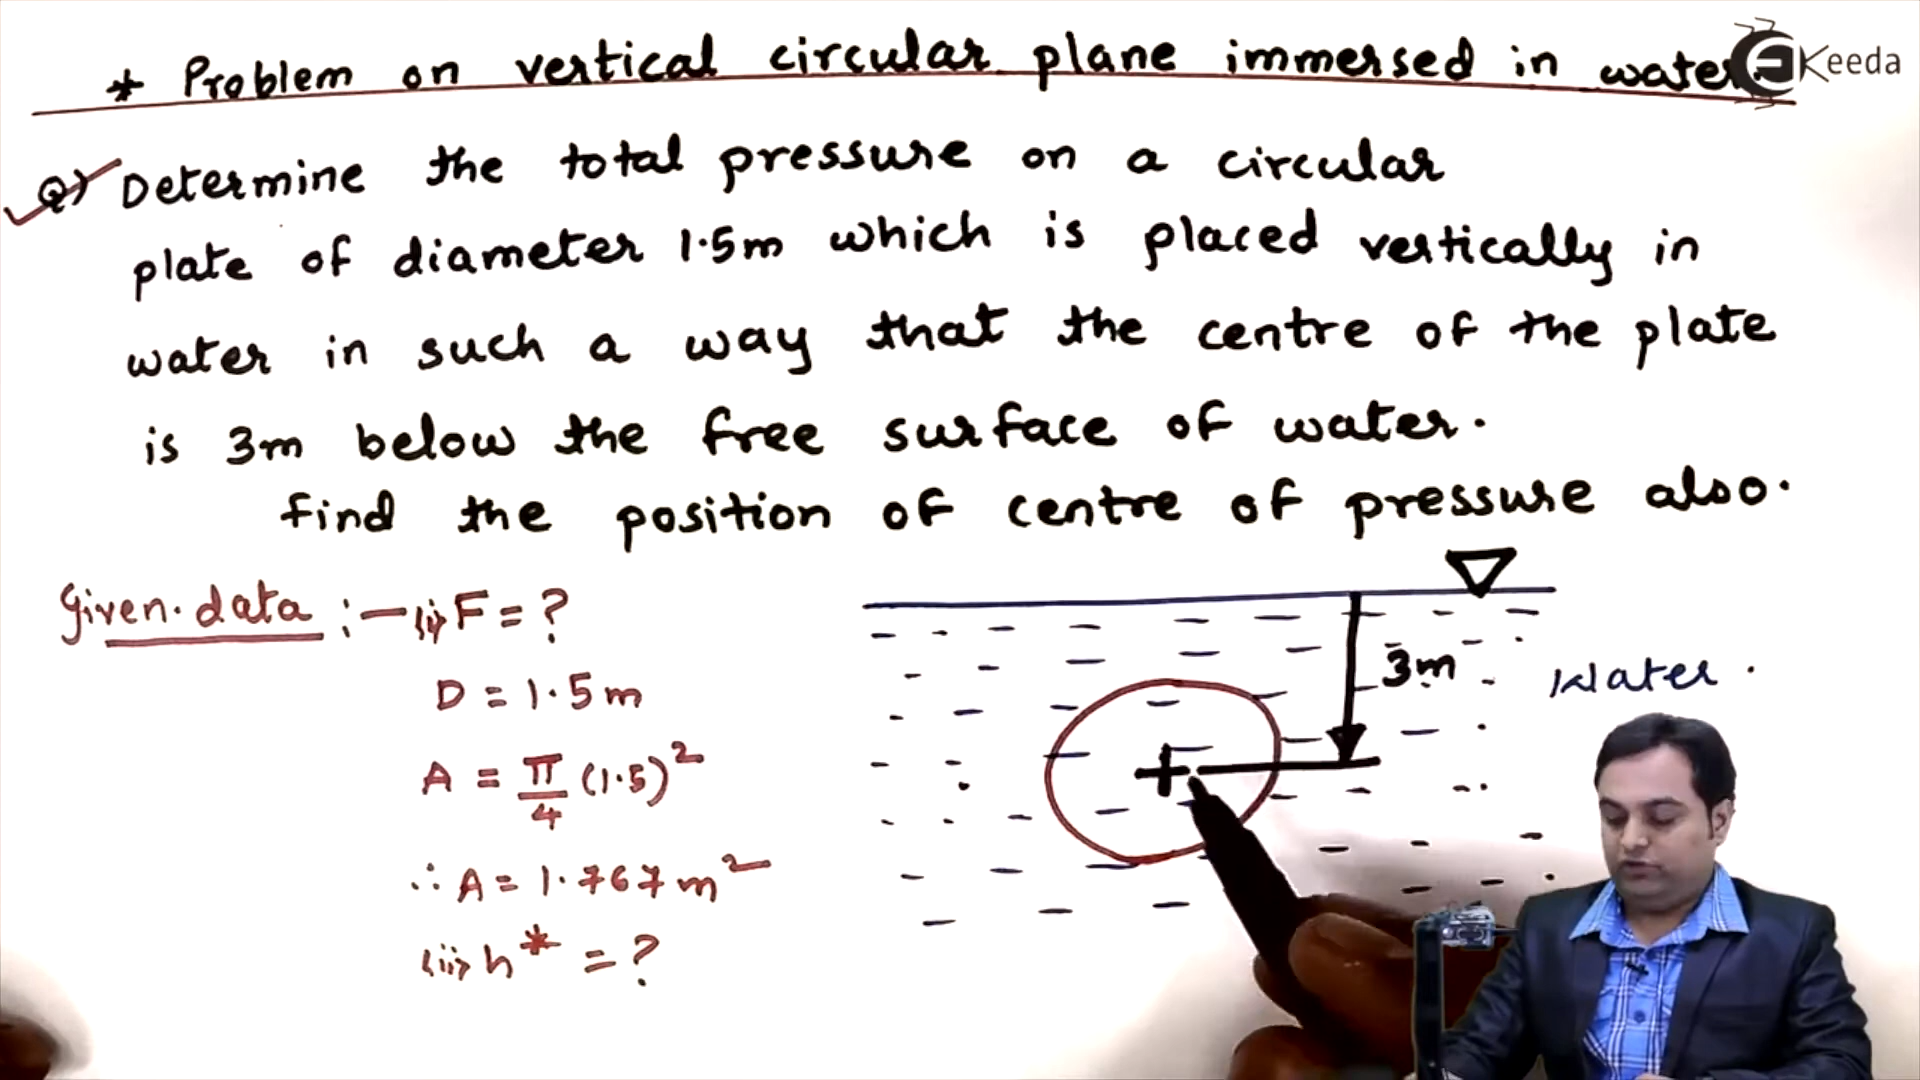 * Problem on vertical circular plane immersed in water.
Keeda
Q) Determine the total pressure on a circular
plate of diameter 1.5m which is placed vertically in
water in such a way that the centre of the plate
is 3m below the free surface of water.
find the position of centre of pressure also.
Given data :- (i) F = ?
D = 1.5m
A = π/4 (1.5)²
∴ A = 1.767 m²
(ii) h* = ?
3m
Water.